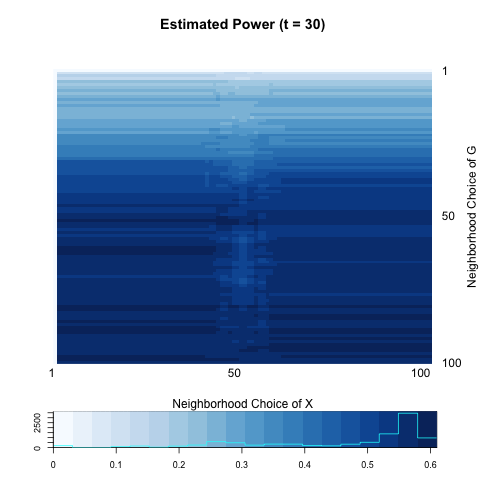 Estimated Power (t = 30)
1
50
100
Neighborhood Choice of G
1 50 100
Neighborhood Choice of X
0 2500
0 0.1 0.2 0.3 0.4 0.5 0.6